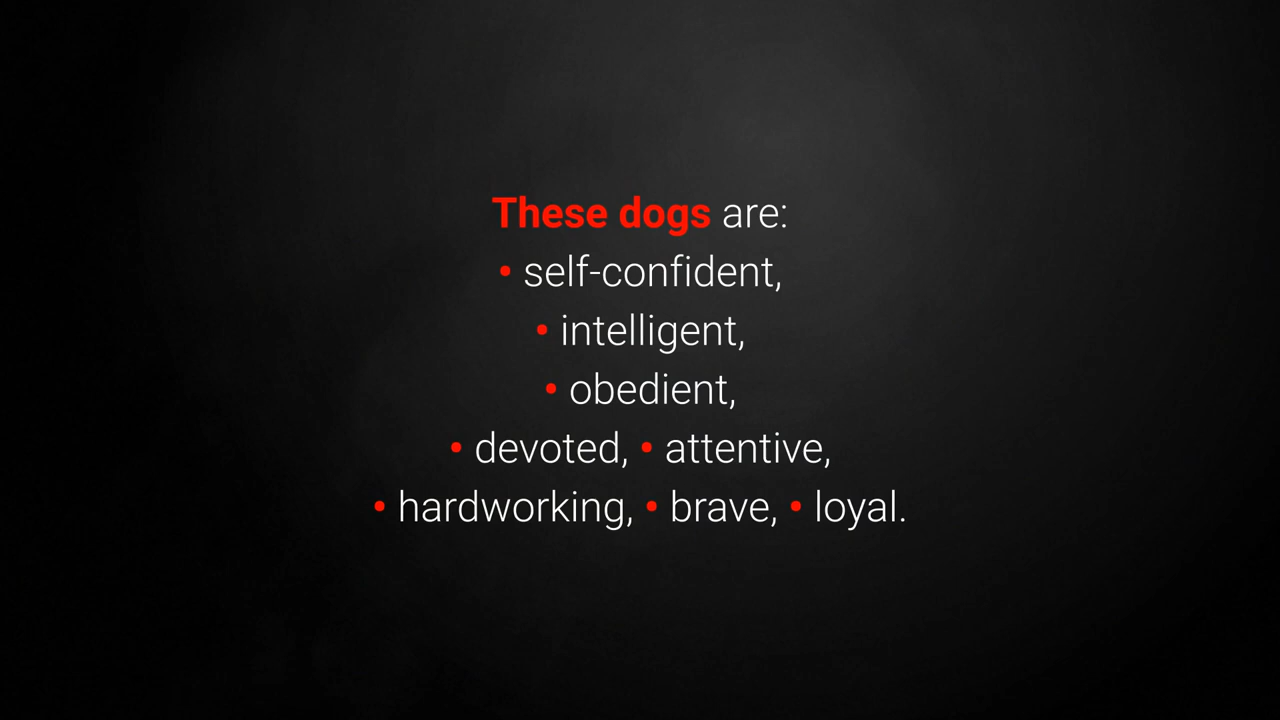 These dogs are:
• self-confident,
• intelligent,
• obedient,
• devoted, • attentive,
• hardworking, • brave, • loyal.